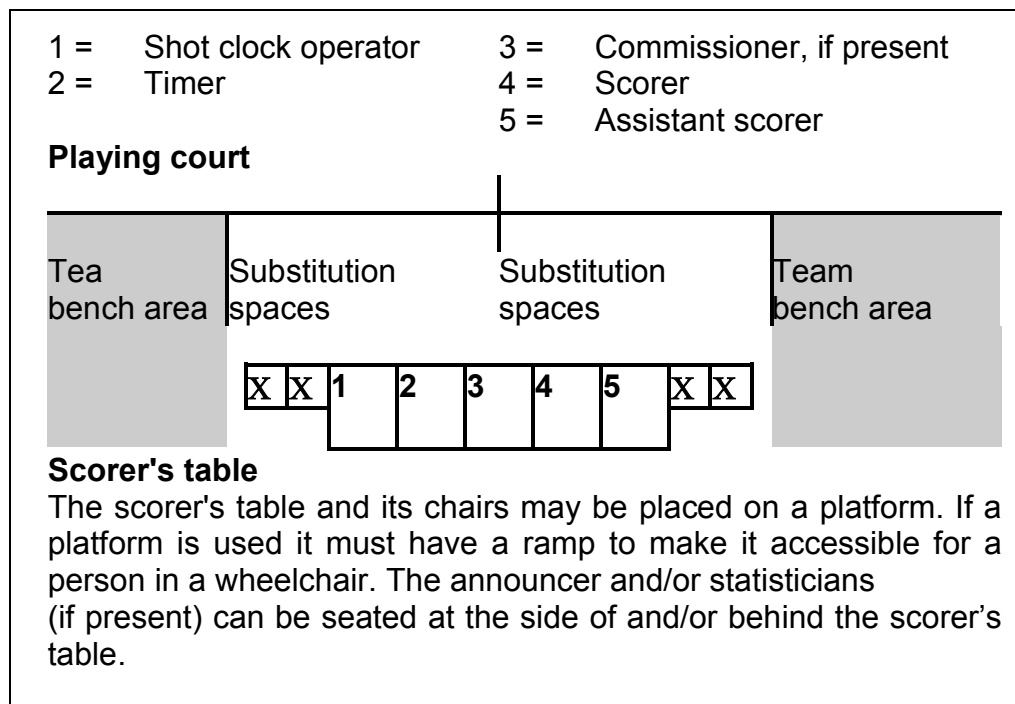 1 = Shot clock operator 3 = Commissioner, if present
2 = Timer 4 = Scorer
5 = Assistant scorer
Playing court
Tea Substitution Substitution Team
bench area spaces spaces bench area
X X 1 2 3 4 5 X X
Scorer's table
The scorer's table and its chairs may be placed on a platform. If a
platform is used it must have a ramp to make it accessible for a
person in a wheelchair. The announcer and/or statisticians
(if present) can be seated at the side of and/or behind the scorer’s
table.